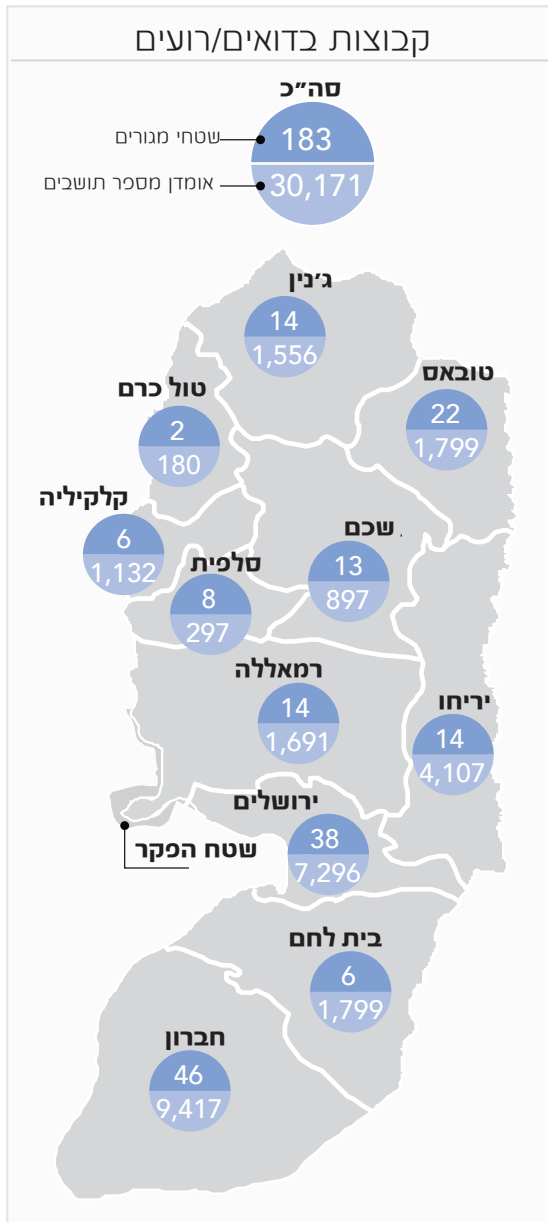 קבוצות בדואים/רועים
סה״כ
183
שטחי מגורים
30,171
אומדן מספר תושבים
ג׳נין
14
1,556
טובאס
22
1,799
טול כרם
2
180
קלקיליה
6
1,132
שכם
13
897
סלפית
8
297
רמאללה
14
1,691
יריחו
14
4,107
ירושלים
38
7,296
שטח הפקר
בית לחם
6
1,799
חברון
46
9,417